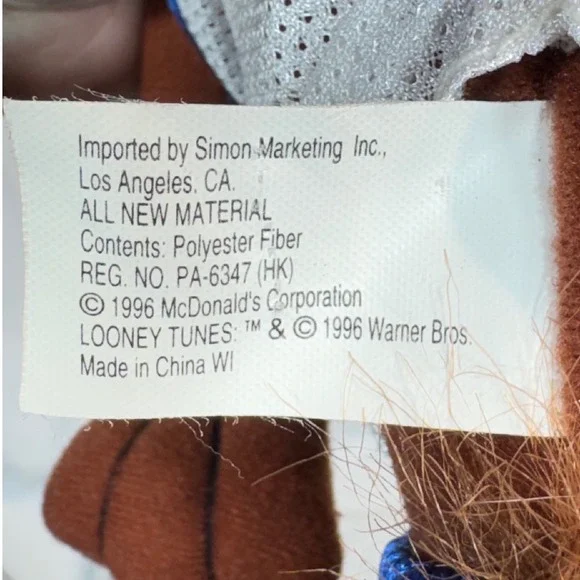 Imported by Simon Marketing Inc.,
Los Angeles, CA.
ALL NEW MATERIAL
Contents: Polyester Fiber
REG. NO. PA-6347 (HK)
© 1996 McDonald's Corporation
LOONEY TUNES: ™ & © 1996 Warner Bros.
Made in China WI